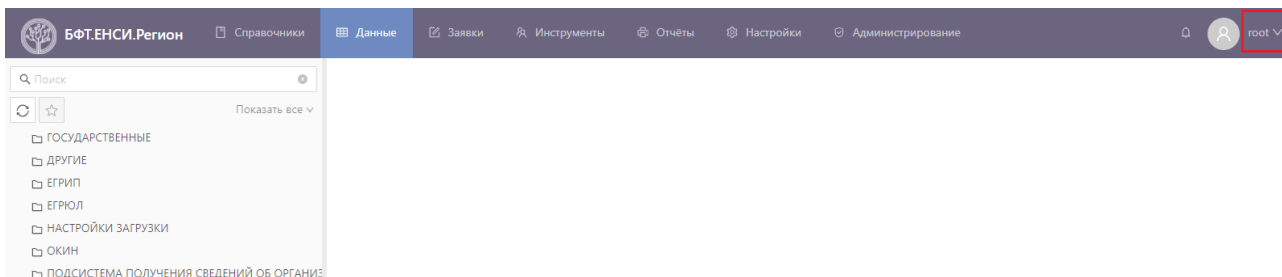 БФТ.ЕНСИ.Регион Справочники Данные Заявки Инструменты Отчёты Настройки Администрирование root
Поиск
Показать все
ГОСУДАРСТВЕННЫЕ
ДРУГИЕ
ЕГРИП
ЕГРЮЛ
НАСТРОЙКИ ЗАГРУЗКИ
ОКИН
ПОДСИСТЕМА ПОЛУЧЕНИЯ СВЕДЕНИЙ ОБ ОРГАНИЗ